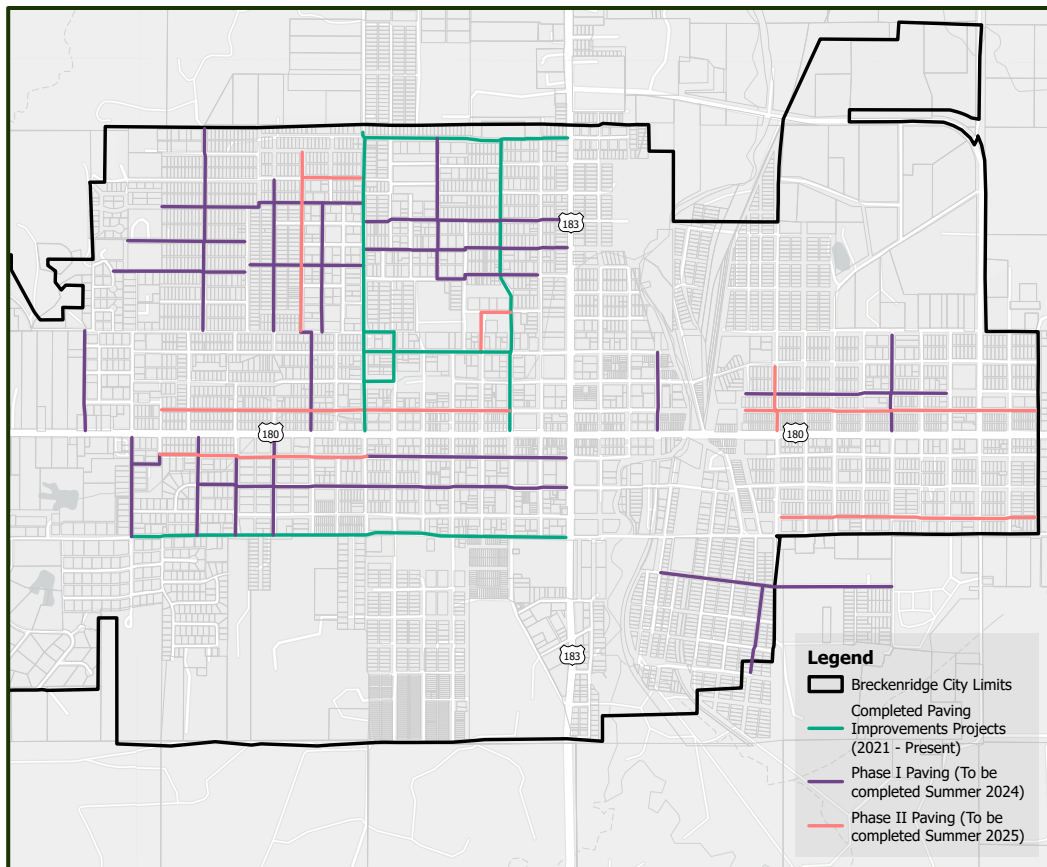 183
180
180
183
Legend
Breckenridge City Limits
Completed Paving
Improvements Projects
(2021 - Present)
Phase I Paving (To be
completed Summer 2024)
Phase II Paving (To be
completed Summer 2025)